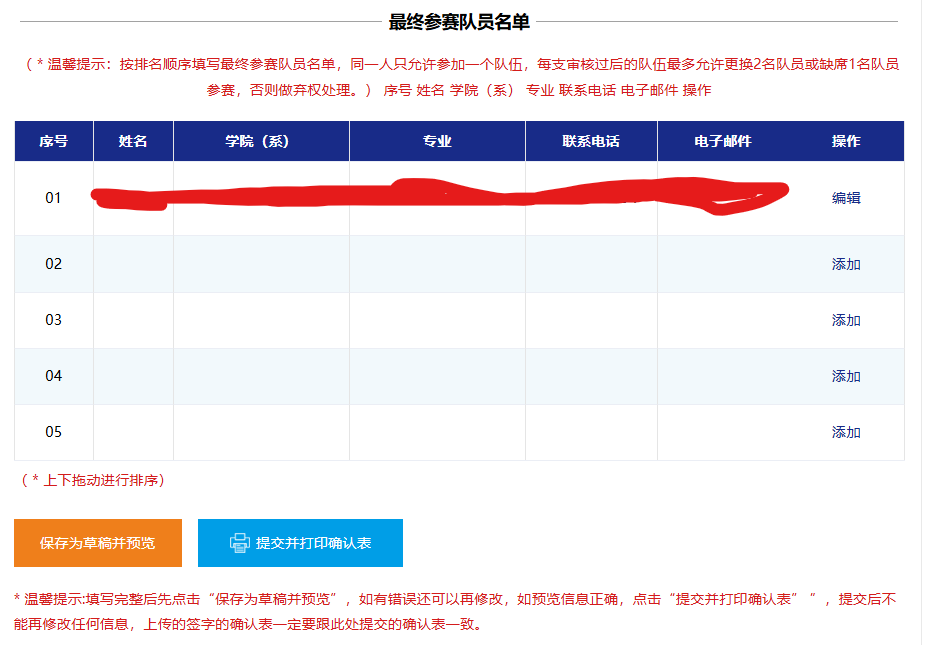 最终参赛队员名单
（ * 温馨提示：按排名顺序填写最终参赛队员名单，同一人只允许参加一个队伍，每支审核过后的队伍最多允许更换2名队员或缺席1名队员
参赛，否则做弃权处理。） 序号 姓名 学院（系） 专业 联系电话 电子邮件 操作
序号 姓名 学院（系） 专业 联系电话 电子邮件 操作
01 编辑
02 添加
03 添加
04 添加
05 添加
（ * 上下拖动进行排序）
保存为草稿并预览 提交并打印确认表
* 温馨提示:填写完整后先点击“保存为草稿并预览”，如有错误还可以再修改，如预览信息正确，点击“提交并打印确认表” ”，提交后不
能再修改任何信息，上传的签字的确认表一定要跟此处提交的确认表一致。